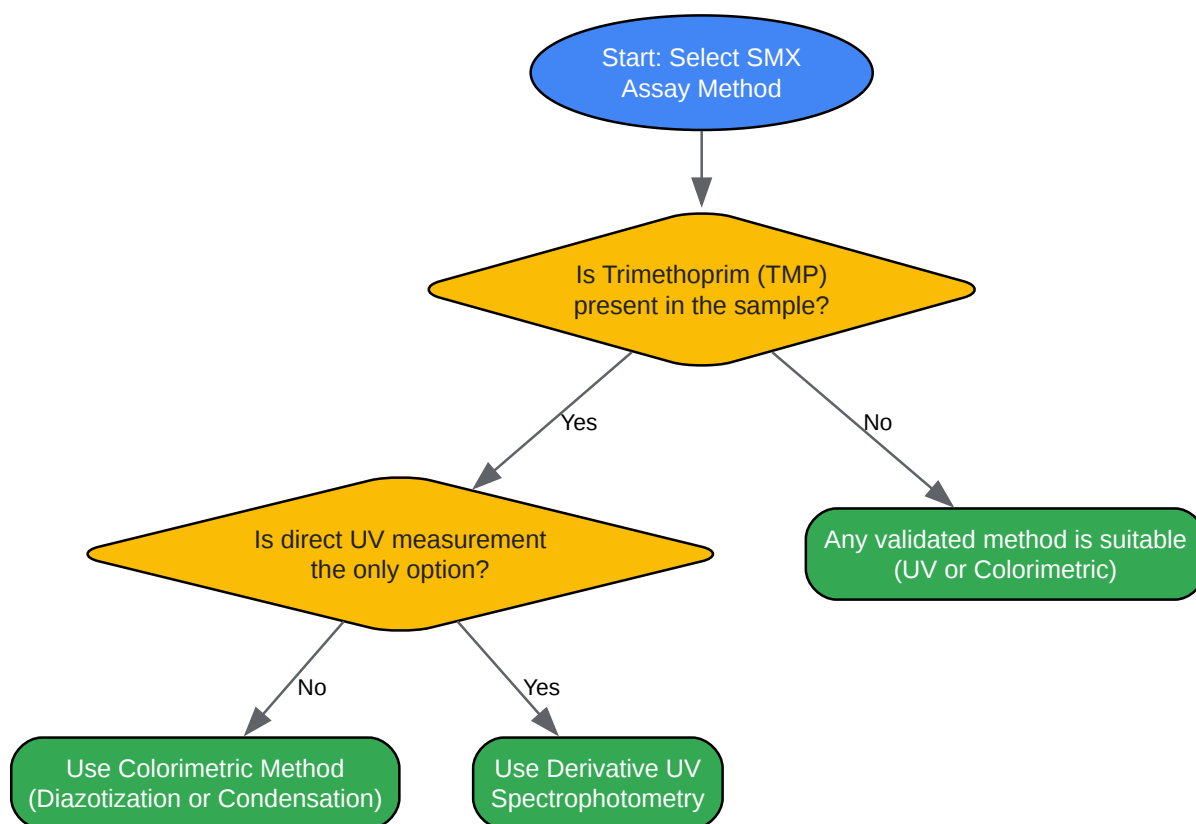 Start: Select SMX
Assay Method
Is Trimethoprim (TMP)
present in the sample?
Yes
No
Is direct UV measurement
the only option?
Any validated method is suitable
(UV or Colorimetric)
No
Yes
Use Colorimetric Method
(Diazotization or Condensation)
Use Derivative UV
Spectrophotometry